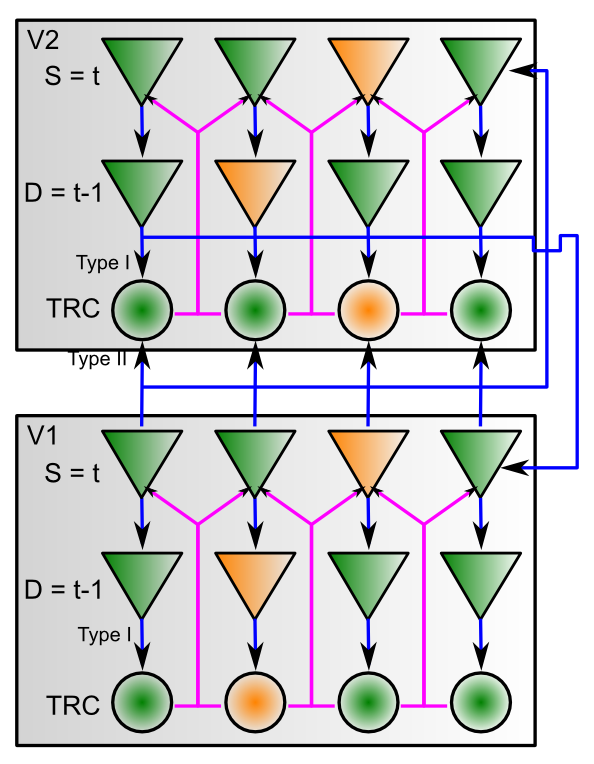 V2
S = t
D = t-1
Type I
TRC
Type II
V1
S = t
D = t-1
Type I
TRC